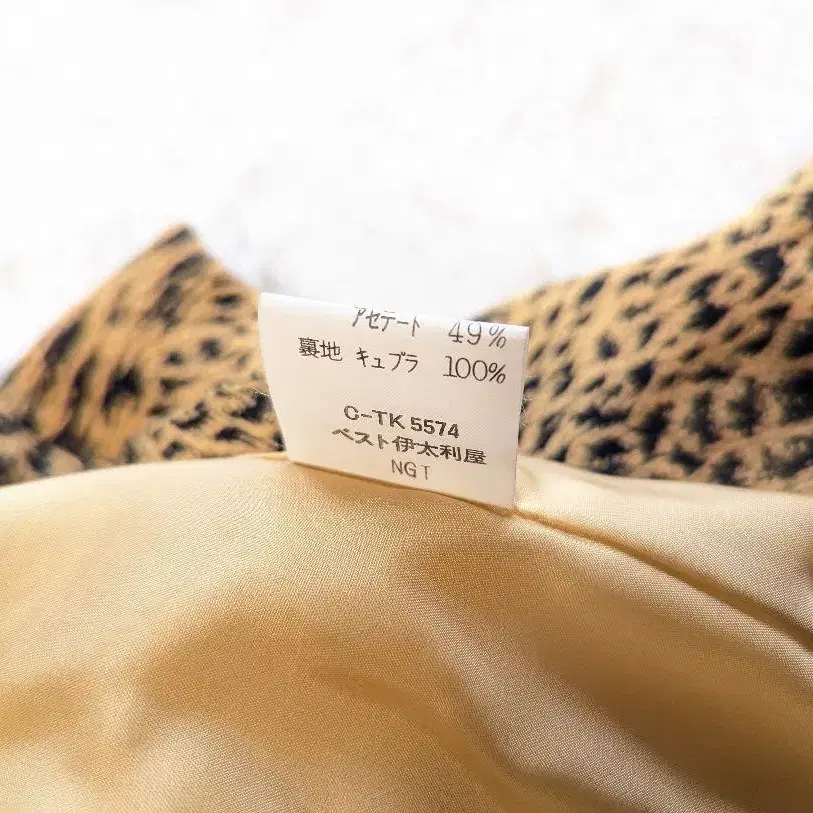 アセテート 49%
裏地 キュプラ 100%
C-TK 5574
ベスト伊太利屋
NGT